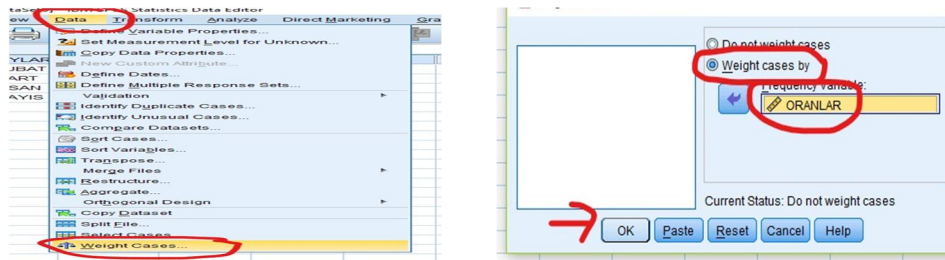 Statistics Data Editor
Data Transform Analyze Direct Marketing Gra
Define Variable Properties...
Set Measurement Level for Unknown...
Copy Data Properties...
New Custom Attribute...
Define Dates...
Define Multiple Response Sets...
Validation
Identify Duplicate Cases...
Identify Unusual Cases...
Compare Datasets...
Sort Cases...
Sort Variables...
Transpose...
Merge Files
Restructure...
Aggregate...
Orthogonal Design
Copy Dataset
Split File...
Select Cases...
Weight Cases...
YLAR
UBAT
ART
SAN
AYIS
Do not weight cases
Weight cases by
Frequency Variable:
ORANLAR
Current Status: Do not weight cases
OK Paste Reset Cancel Help